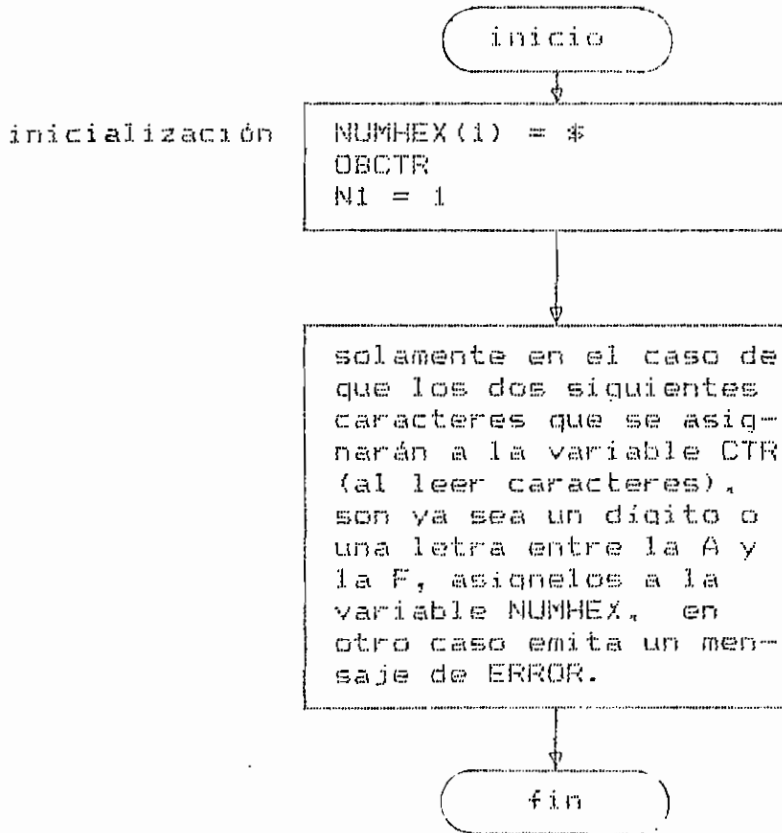 inicio
inicialización
NUMHEX(1) = $
OBCTR
N1 = 1
solamente en el caso de
que los dos siguientes
caracteres que se asig-
narán a la variable CTR
(al leer caracteres),
son ya sea un dígito o
una letra entre la A y
la F, asignelos a la
variable NUMHEX, en
otro caso emita un men-
saje de ERROR.
fin